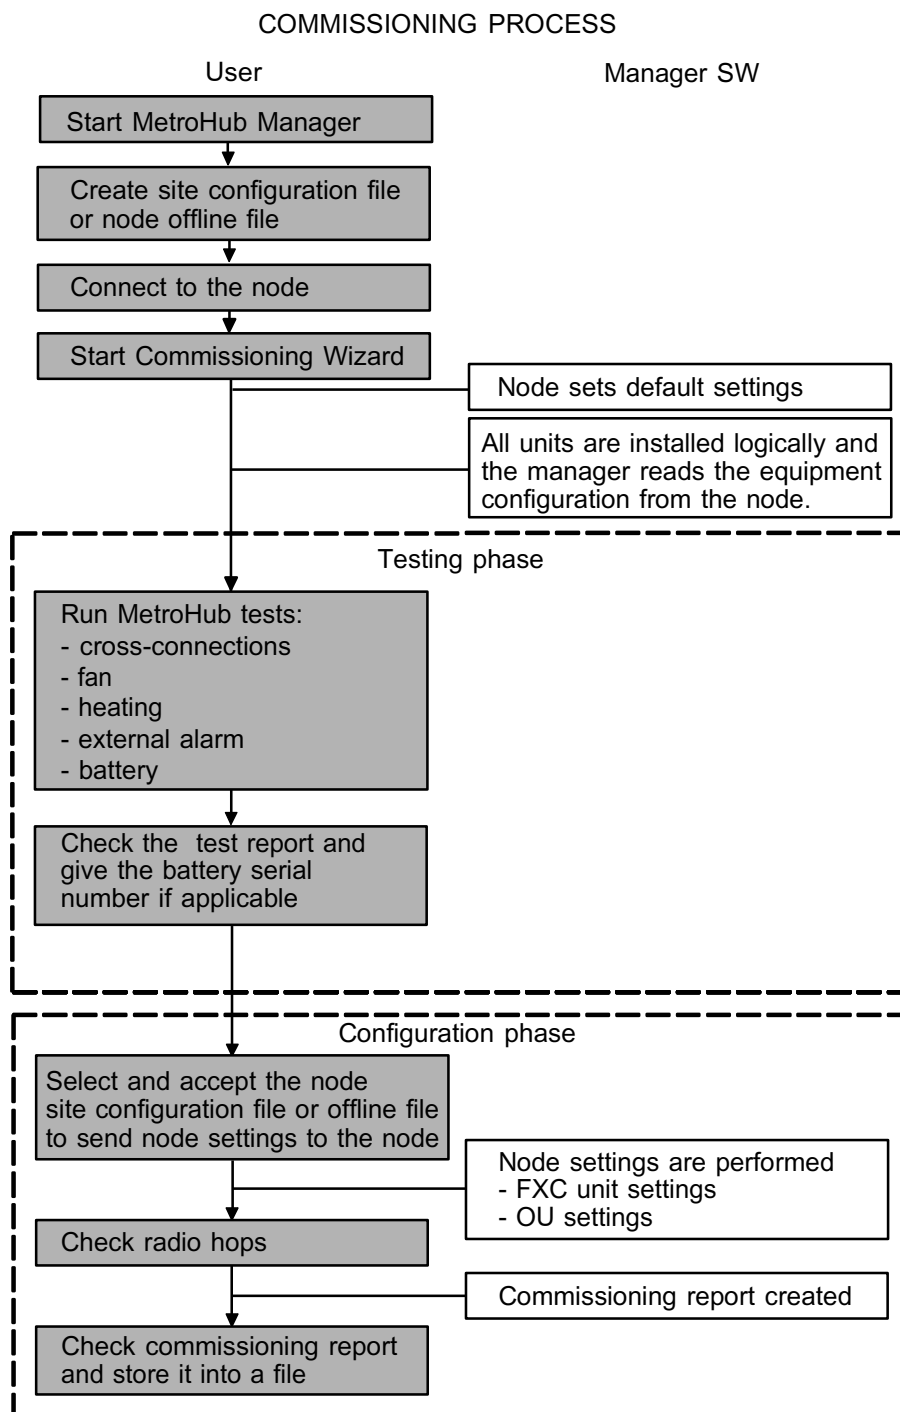 COMMISSIONING PROCESS
User
Manager SW
Start MetroHub Manager
Create site configuration file
or node offline file
Connect to the node
Start Commissioning Wizard
Node sets default settings
All units are installed logically and
the manager reads the equipment
configuration from the node.
Testing phase
Run MetroHub tests:
- cross-connections
- fan
- heating
- external alarm
- battery
Check the test report and
give the battery serial
number if applicable
Configuration phase
Select and accept the node
site configuration file or offline file
to send node settings to the node
Node settings are performed
- FXC unit settings
- OU settings
Check radio hops
Commissioning report created
Check commissioning report
and store it into a file